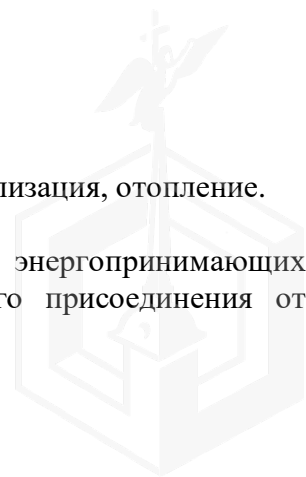 лизация, отопление.
энергопринимающих
го присоединения от